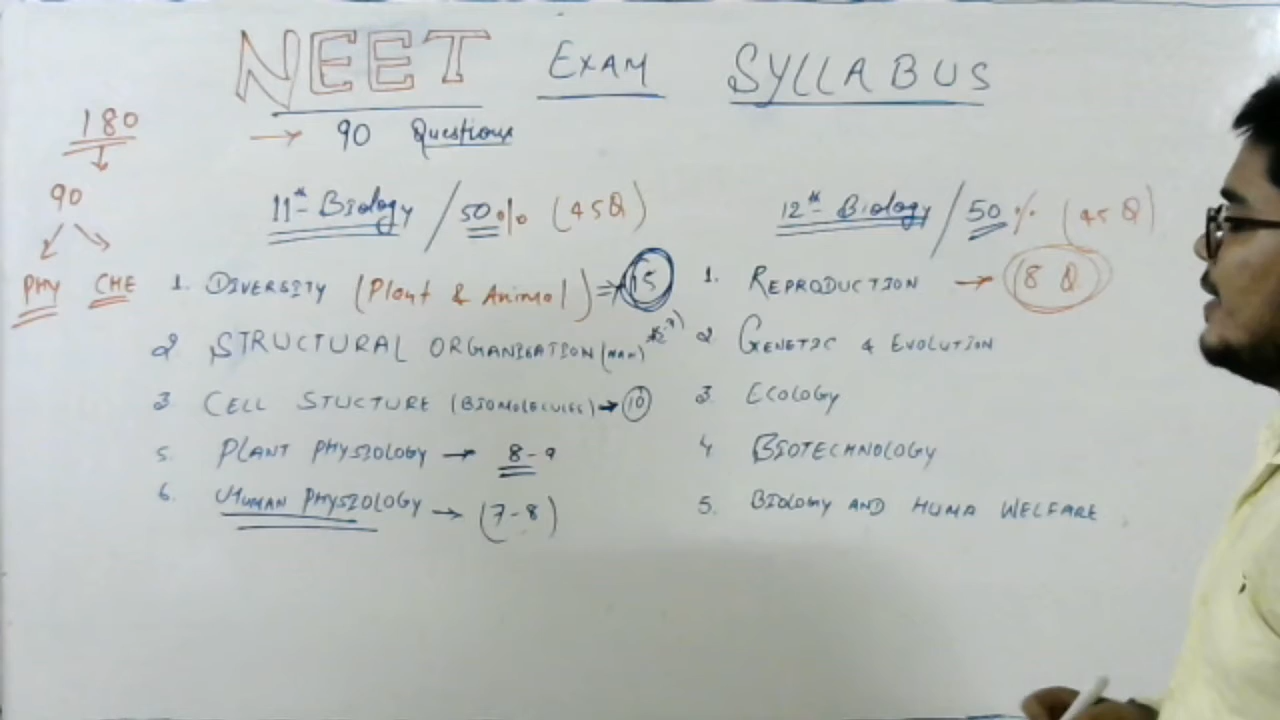 NEET EXAM SYLLABUS
180
→ 90 Questions
90
PHY CHE
11th Biology / 50% (45Q)
1. DIVERSITY (Plant & Animal) ⇒ 15
2 STRUCTURAL ORGANISATION
3 CELL STUCTURE (BIOMOLECULES) → 10
5. PLANT PHYSIOLOGY → 8-9
6. HUMAN PHYSIOLOGY → (7-8)
12th Biology / 50% (45 Q)
1. REPRODUCTION → 8 Q
2 GENETIC & EVOLUTION
3. ECOLOGY
4 BIOTECHNOLOGY
5. BIOLOGY AND HUMA WELFARE